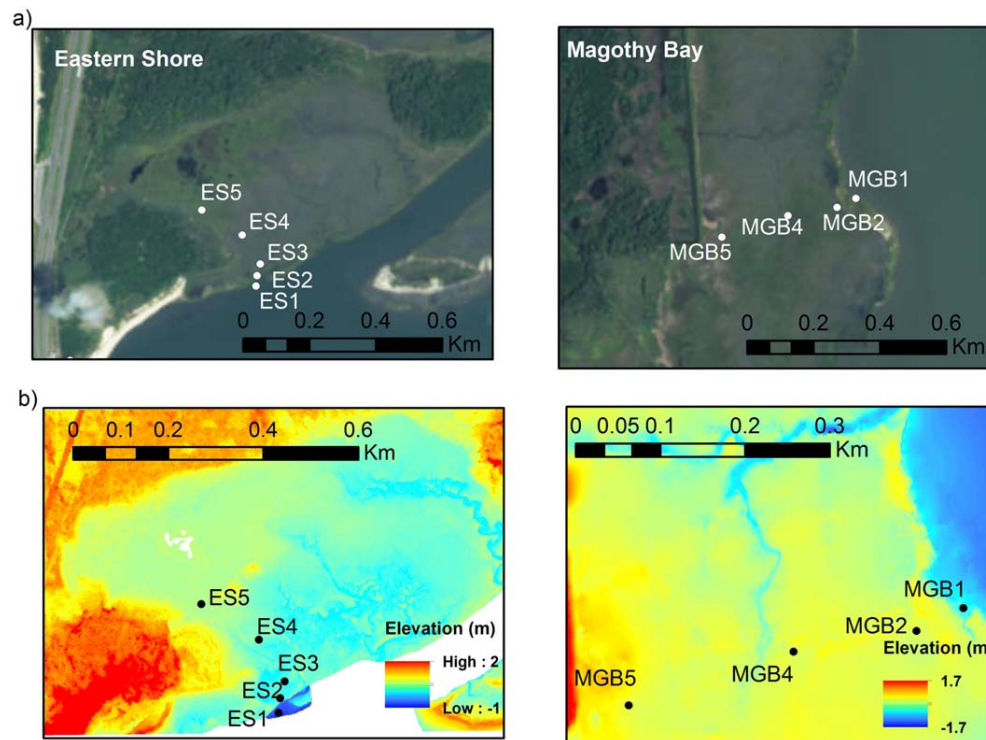 a)
Eastern Shore
ES5
ES4
ES3
ES2
ES1
0 0.2 0.4 0.6
Km
Magothy Bay
MGB1
MGB2
MGB4
MGB5
0 0.2 0.4 0.6
Km
b)
0 0.1 0.2 0.4 0.6
Km
ES5
ES4
ES3
ES2
ES1
Elevation (m)
High : 2
Low : -1
0 0.05 0.1 0.2 0.3
Km
MGB1
MGB2
MGB4
MGB5
Elevation (m
1.7
-1.7